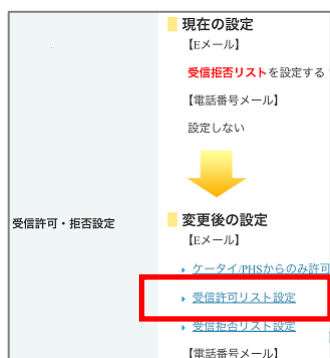 現在の設定
【Eメール】
受信拒否リストを設定する
【電話番号メール】
設定しない
受信許可・拒否設定
変更後の設定
【Eメール】
ケータイ/PHSからのみ許可
受信許可リスト設定
受信拒否リスト設定
【電話番号メール】